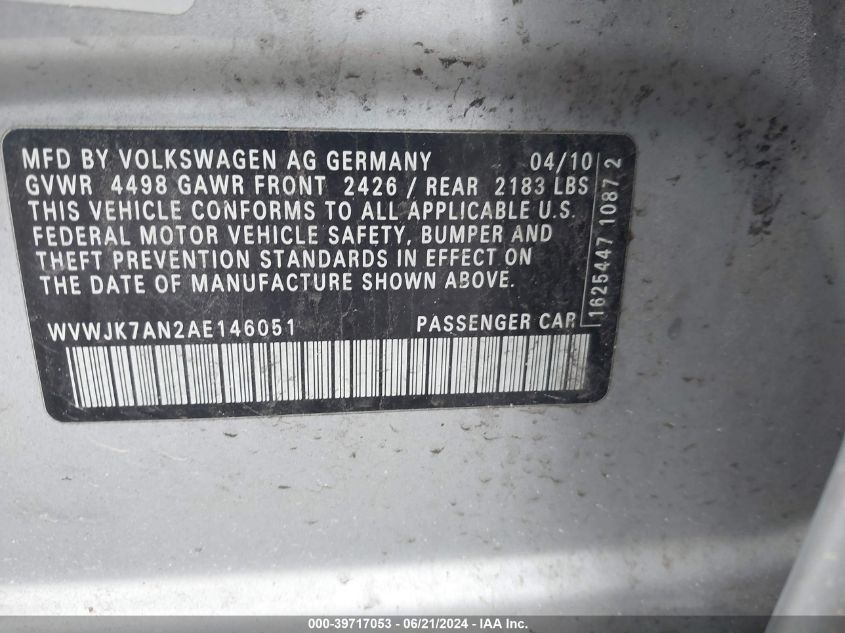 MFD BY VOLKSWAGEN AG GERMANY 04/10
GVWR 4498 GAWR FRONT 2426 / REAR 2183 LBS
THIS VEHICLE CONFORMS TO ALL APPLICABLE U.S.
FEDERAL MOTOR VEHICLE SAFETY, BUMPER AND
THEFT PREVENTION STANDARDS IN EFFECT ON
THE DATE OF MANUFACTURE SHOWN ABOVE.
WVWJK7AN2AE146051 PASSENGER CAR
1625447 1087 2
000-39717053 - 06/21/2024 - IAA Inc.